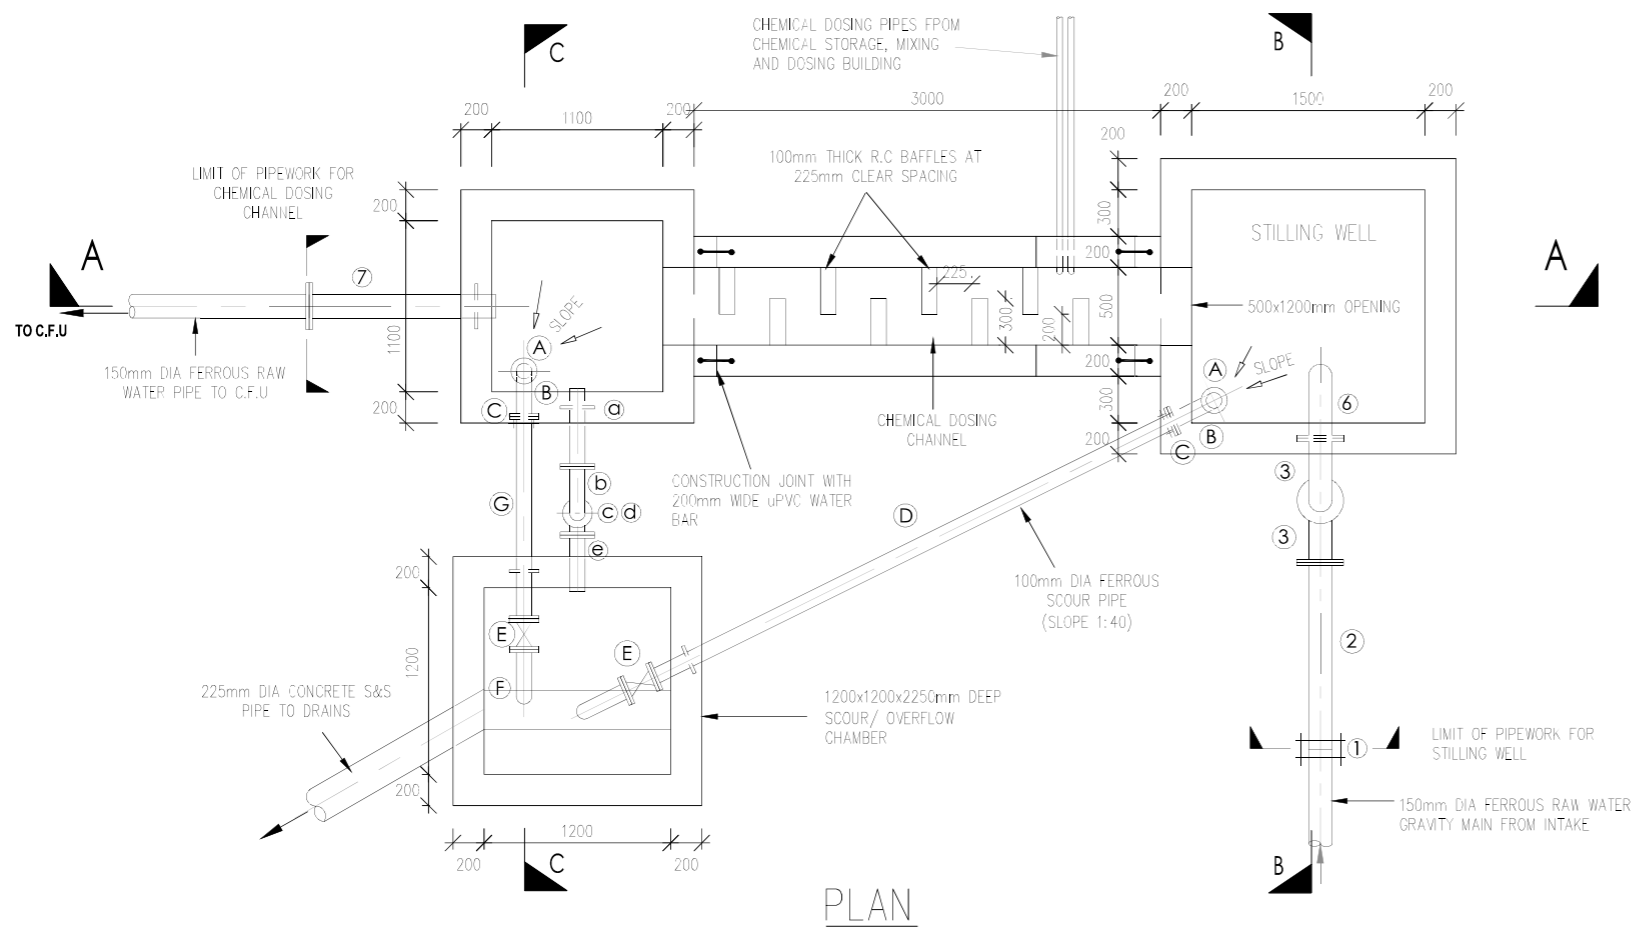 CHEMICAL DOSING PIPES FPOM
CHEMICAL STORAGE, MIXING
AND DOSING BUILDING
C
B
200
1100
200
3000
200
1500
200
200
LIMIT OF PIPEWORK FOR
CHEMICAL DOSING
CHANNEL
100mm THICK R.C BAFFLES AT
225mm CLEAR SPACING
200
300
STILLING WELL
A
A
200
7
225
SLOPE
300
200
500
500x1200mm OPENING
TO C.F.U
1100
A
150mm DIA FERROUS RAW
WATER PIPE TO C.F.U
200
SLOPE
A
B
C
a
200
300
6
CHEMICAL DOSING
CHANNEL
B
C
200
CONSTRUCTION JOINT WITH
200mm WIDE uPVC WATER
BAR
b
3
G
c d
D
3
e
200
100mm DIA FERROUS
SCOUR PIPE
(SLOPE 1:40)
E
E
2
1200
F
225mm DIA CONCRETE S&S
PIPE TO DRAINS
1200x1200x2250mm DEEP
SCOUR/ OVERFLOW
CHAMBER
LIMIT OF PIPEWORK FOR
STILLING WELL
1
200
150mm DIA FERROUS RAW WATER
GRAVITY MAIN FROM INTAKE
1200
200
200
C
B
PLAN